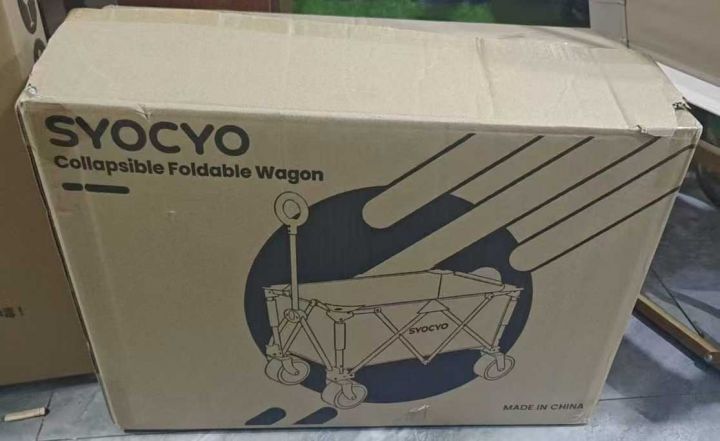 SYOCYO
Collapsible Foldable Wagon
SYOCYO
MADE IN CHINA